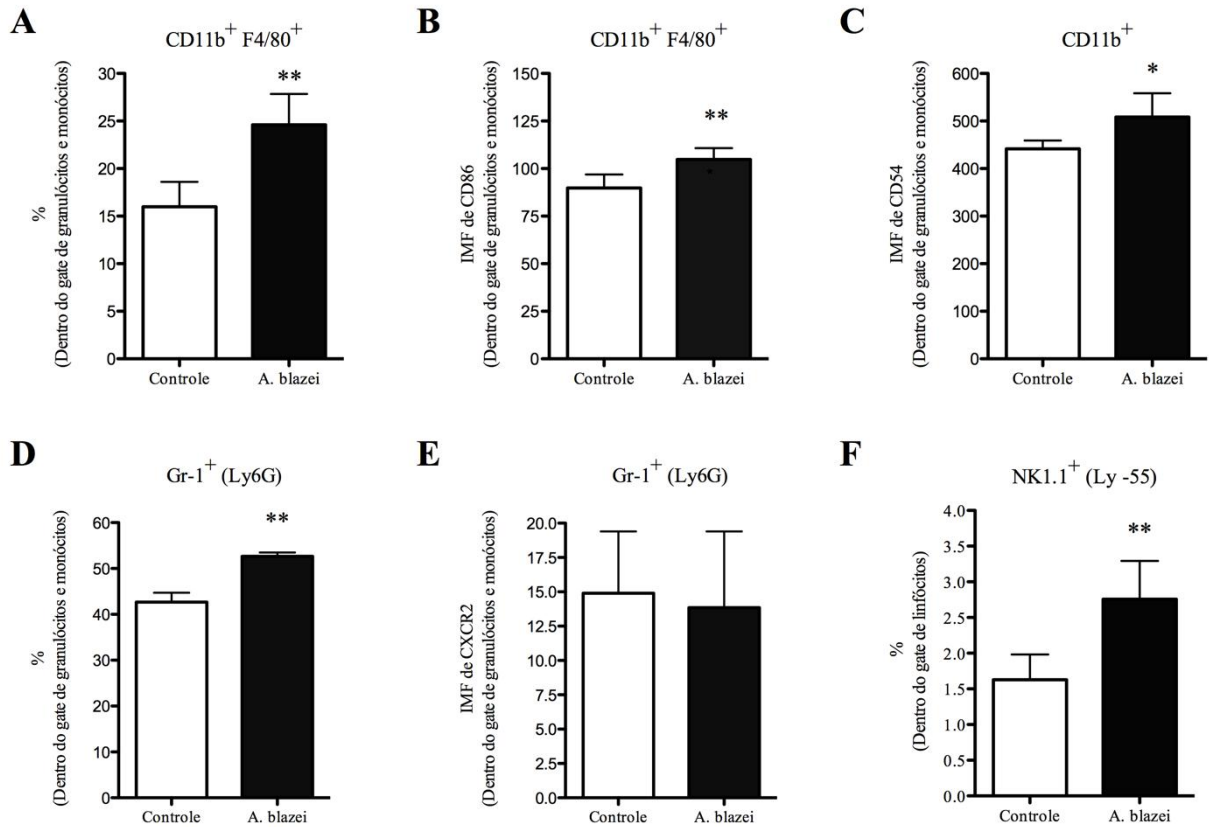 A
CD11b+ F4/80+
**
%
(Dentro do gate de granulócitos e monócitos)
30
25
20
15
10
5
0
Controle
A. blazei
B
CD11b+ F4/80+
**
IMF de CD86
(Dentro do gate de granulócitos e monócitos)
150
125
100
75
50
25
0
Controle
A. blazei
C
CD11b+
*
IMF de CD54
(Dentro do gate de granulócitos e monócitos)
600
500
400
300
200
100
0
Controle
A. blazei
D
Gr-1+ (Ly6G)
**
%
(Dentro do gate de granulócitos e monócitos)
60
50
40
30
20
10
0
Controle
A. blazei
E
Gr-1+ (Ly6G)
IMF de CXCR2
(Dentro do gate de granulócitos e monócitos)
20.0
17.5
15.0
12.5
10.0
7.5
5.0
2.5
0.0
Controle
A. blazei
F
NK1.1+ (Ly -55)
**
%
(Dentro do gate de linfócitos)
4.0
3.5
3.0
2.5
2.0
1.5
1.0
0.5
0.0
Controle
A. blazei